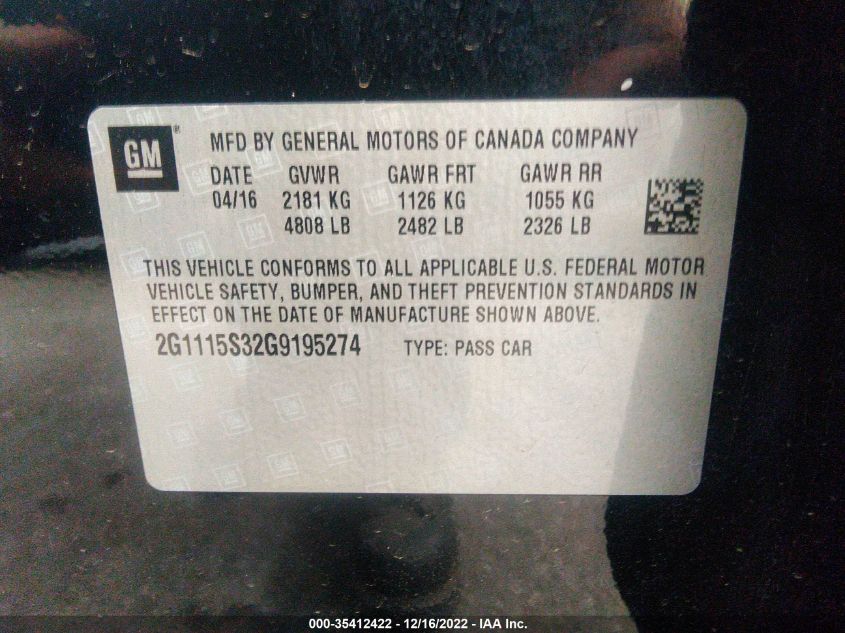 GM ®
MFD BY GENERAL MOTORS OF CANADA COMPANY
DATE GVWR GAWR FRT GAWR RR
04/16 2181 KG 1126 KG 1055 KG
4808 LB 2482 LB 2326 LB
THIS VEHICLE CONFORMS TO ALL APPLICABLE U.S. FEDERAL MOTOR
VEHICLE SAFETY, BUMPER, AND THEFT PREVENTION STANDARDS IN
EFFECT ON THE DATE OF MANUFACTURE SHOWN ABOVE.
2G1115S32G9195274 TYPE: PASS CAR
000-35412422 - 12/16/2022 - IAA Inc.